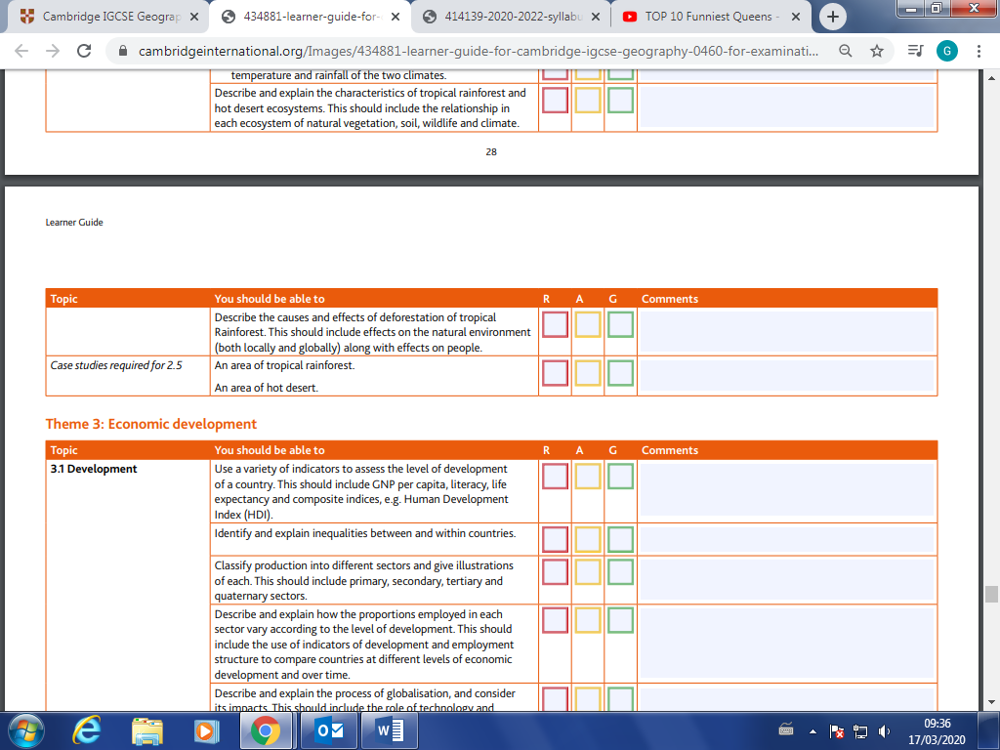 Cambridge IGCSE Geograp
434881-learner-guide-for-
414139-2020-2022-syllabu
TOP 10 Funniest Queens -
cambridgeinternational.org/Images/434881-learner-guide-for-cambridge-igcse-geography-0460-for-examinati...
G
temperature and rainfall of the two climates.
Describe and explain the characteristics of tropical rainforest and
hot desert ecosystems. This should include the relationship in
each ecosystem of natural vegetation, soil, wildlife and climate.
28
Learner Guide
Topic You should be able to R A G Comments
Describe the causes and effects of deforestation of tropical
Rainforest. This should include effects on the natural environment
(both locally and globally) along with effects on people.
Case studies required for 2.5 An area of tropical rainforest.
An area of hot desert.
Theme 3: Economic development
Topic You should be able to R A G Comments
3.1 Development Use a variety of indicators to assess the level of development
of a country. This should include GNP per capita, literacy, life
expectancy and composite indices, e.g. Human Development
Index (HDI).
Identify and explain inequalities between and within countries.
Classify production into different sectors and give illustrations
of each. This should include primary, secondary, tertiary and
quaternary sectors.
Describe and explain how the proportions employed in each
sector vary according to the level of development. This should
include the use of indicators of development and employment
structure to compare countries at different levels of economic
development and over time.
Describe and explain the process of globalisation, and consider
its impacts. This should include the role of technology and
09:36
17/03/2020